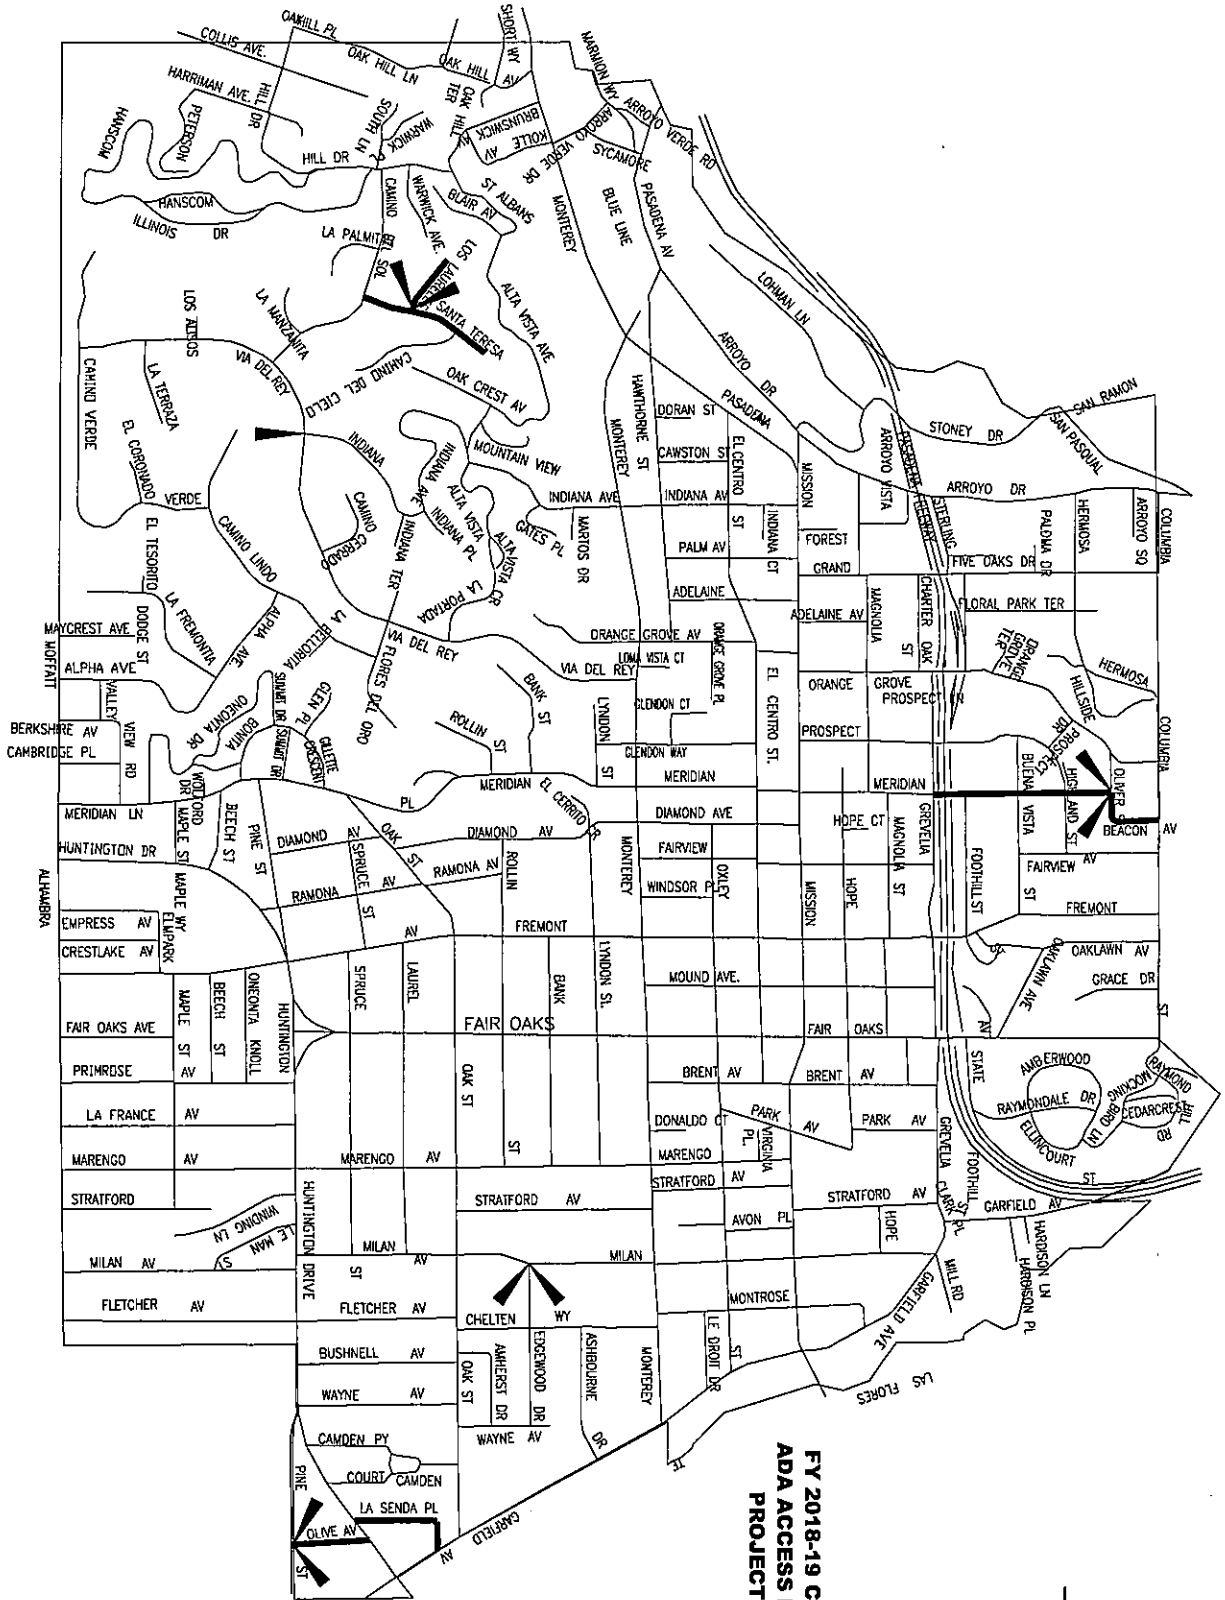 OAKHILL PL
COLLIS AVE.
OAK HILL LN
OAK HILL AV
SHORT WY
MARMION WY
ARROYO VERDE RD
HARRIMAN AVE.
HILL DR
PETERSON
HANSCOM
SOUTH LN
WARWICK PL
OAK HILL TER
BRUNSWICK AV
KOLLE AV
ARROYO VERDE DR
SYCAMORE
HILL DR
HANSCOM
ILLINOIS DR
CAMINO DEL SOL
WARWICK AVE.
BLAIR AV
ST ALBANS
MONTEREY
BLUE LINE
PASADENA AV
LA PALMITA
LOS LAURELES
SANTA TERESA
ALTA VISTA AVE
LOHMAN LN
LOS ALISOS
LA MANZANITA
VIA DEL REY
CAMINO DEL CIELO
OAK CREST AV
ARROYO DR
PASADENA
SAN RAMON
SAN PASQUAL
STONEY DR
CAMINO VERDE
LA TERRAZA
EL CORONADO
VERDE
INDIANA
INDIANA AVE
MOUNTAIN VIEW
HAWTHORNE ST
MONTEREY
DORAN ST
CAWSTON ST
EL CENTRO ST
MISSION
ARROYO VISTA
PASADENA FREEWAY
ARROYO DR
INDIANA AVE
INDIANA AV
EL TESORITO
CAMINO LINDO
CAMINO CERRADO
INDIANA TER
INDIANA PL
ALTA VISTA
ALTA VISTA CR
GATES PL
MARTOS DR
PALM AV
INDIANA CT
FOREST
GRAND
STERLING
FIVE OAKS DR
PALOMA DR
HERMOSA
ARROYO SQ
COLUMBIA
LA PORTADA
ADELAINE
ADELAINE AV
MAGNOLIA
CHARTER OAK ST
FLORAL PARK TER
MAYCREST AVE
MOFFATT
DODGE ST
LA FREMONTIA
ALPHA AVE.
LA BELLORITA
VIA DEL REY
ORANGE GROVE AV
ORANGE GROVE PL
LOMA VISTA CT
VIA DEL REY
ORANGE GROVE TER
HERMOSA
ALPHA AVE
VALLEY VIEW RD
ONEONTA DR
BONITA
SUMMIT DR
SUMMIT DR
GLEN PL
GILLETTE CRESCENT
FLORES DEL ORO
BANK ST
LYNDON ST
GLENDON CT
EL CENTRO ST.
ORANGE GROVE
PROSPECT LN
HILLSIDE
COLUMBIA
BERKSHIRE AV
CAMBRIDGE PL
ROLLIN ST
GLENDON WAY
PROSPECT
PROSPECT DR
WOLFORD DR
MERIDIAN
MERIDIAN
MERIDIAN
BUENA VISTA ST
HIGHLAND ST
OLIVER
BEACON AV
MERIDIAN LN
MAPLE ST
BEECH ST
PINE ST
PL
EL CERRITO CR
DIAMOND AV
OAK ST
DIAMOND AV
DIAMOND AVE
HOPE CT
MAGNOLIA ST
GREVELIA
HUNTINGTON DR
SPRUCE ST
RAMONA AV
RAMONA AV
ROLLIN
MONTEREY
FAIRVIEW
WINDSOR PL
OXLEY
MISSION
HOPE
FOOTHILL ST
FAIRVIEW AV
ALHAMBRA
EMPRESS AV
CRESTLAKE AV
MAPLE WY
ELMPARK
AV
FREMONT
FREMONT
OAKLAWN AV
OAKLAWN AVE
GRACE DR
MAPLE ST
BEECH ST
ONEONTA KNOLL
HUNTINGTON
SPRUCE
LAUREL
BANK
LYNDON ST.
MOUND AVE.
ST
FAIR OAKS AVE
FAIR OAKS
FAIR OAKS
AV
PRIMROSE AV
OAK ST
BRENT AV
BRENT AV
STATE
AMBERWOOD
RAYMOND HILL RD
MOCKING BIRD LN
CEDARCREST
RAYMONDALE DR
ELLINCOURT
LA FRANCE AV
ST
DONALDO CT
PARK AV
VIRGINIA PL
PARK AV
GREVELIA
FOOTHILL ST
MARENGO AV
MARENGO AV
MARENGO
ST
STRATFORD
WINDING LN
LE MAN ST
HUNTINGTON DRIVE
STRATFORD AV
STRATFORD AV
AVON PL
STRATFORD AV
CLARK PL
GARFIELD AV
HOPE
HARDISON LN
HARDISON PL
MILAN AV
MILAN AV
ST
MILAN
MILL RD
GARFIELD AVE
FLETCHER AV
FLETCHER AV
CHELTEN WY
MONTROSE
LE DROIT DR
ST
BUSHNELL AV
OAK ST
AMHERST DR
EDGEWOOD DR
ASHBOURNE DR
MONTEREY
LAS FLORES
WAYNE AV
WAYNE AV
CAMDEN PY
COURT CAMDEN
PINE ST
LA SENDA PL
OLIVE AV
GARFIELD AV
FY 2018-19 C
ADA ACCESS
PROJECT